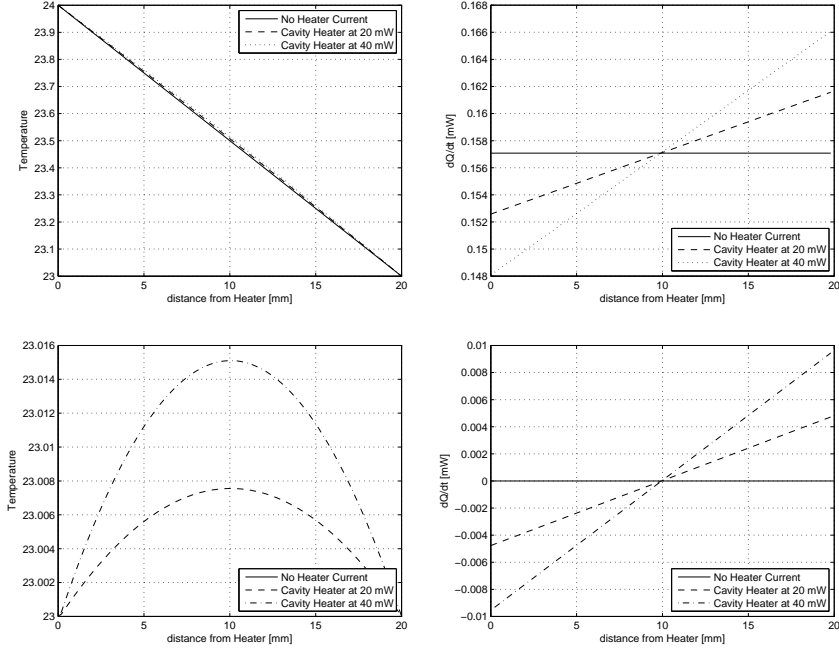 24
23.9
23.8
23.7
23.6
23.5
23.4
23.3
23.2
23.1
23
Temperature
0 5 10 15 20
distance from Heater [mm]
No Heater Current
Cavity Heater at 20 mW
Cavity Heater at 40 mW
0.168
0.166
0.164
0.162
0.16
0.158
0.156
0.154
0.152
0.15
0.148
dQ/dt [mW]
0 5 10 15 20
distance from Heater [mm]
No Heater Current
Cavity Heater at 20 mW
Cavity Heater at 40 mW
23.016
23.014
23.012
23.01
23.008
23.006
23.004
23.002
23
Temperature
0 5 10 15 20
distance from Heater [mm]
No Heater Current
Cavity Heater at 20 mW
Cavity Heater at 40 mW
0.01
0.008
0.006
0.004
0.002
0
−0.002
−0.004
−0.006
−0.008
−0.01
dQ/dt [mW]
0 5 10 15 20
distance from Heater [mm]
No Heater Current
Cavity Heater at 20 mW
Cavity Heater at 40 mW